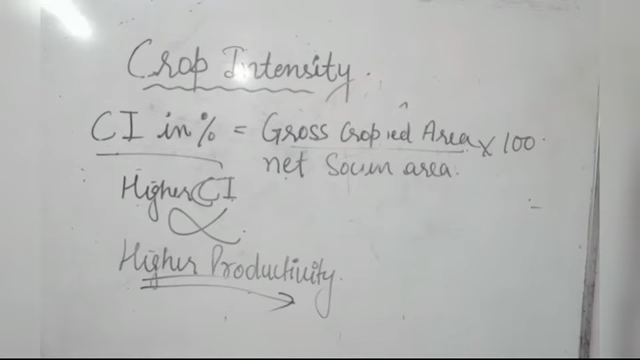 Crop Intensity.
CI in % = Gross Cropied Area x 100
net Sown area.
Higher CI
∝
Higher Productivity.